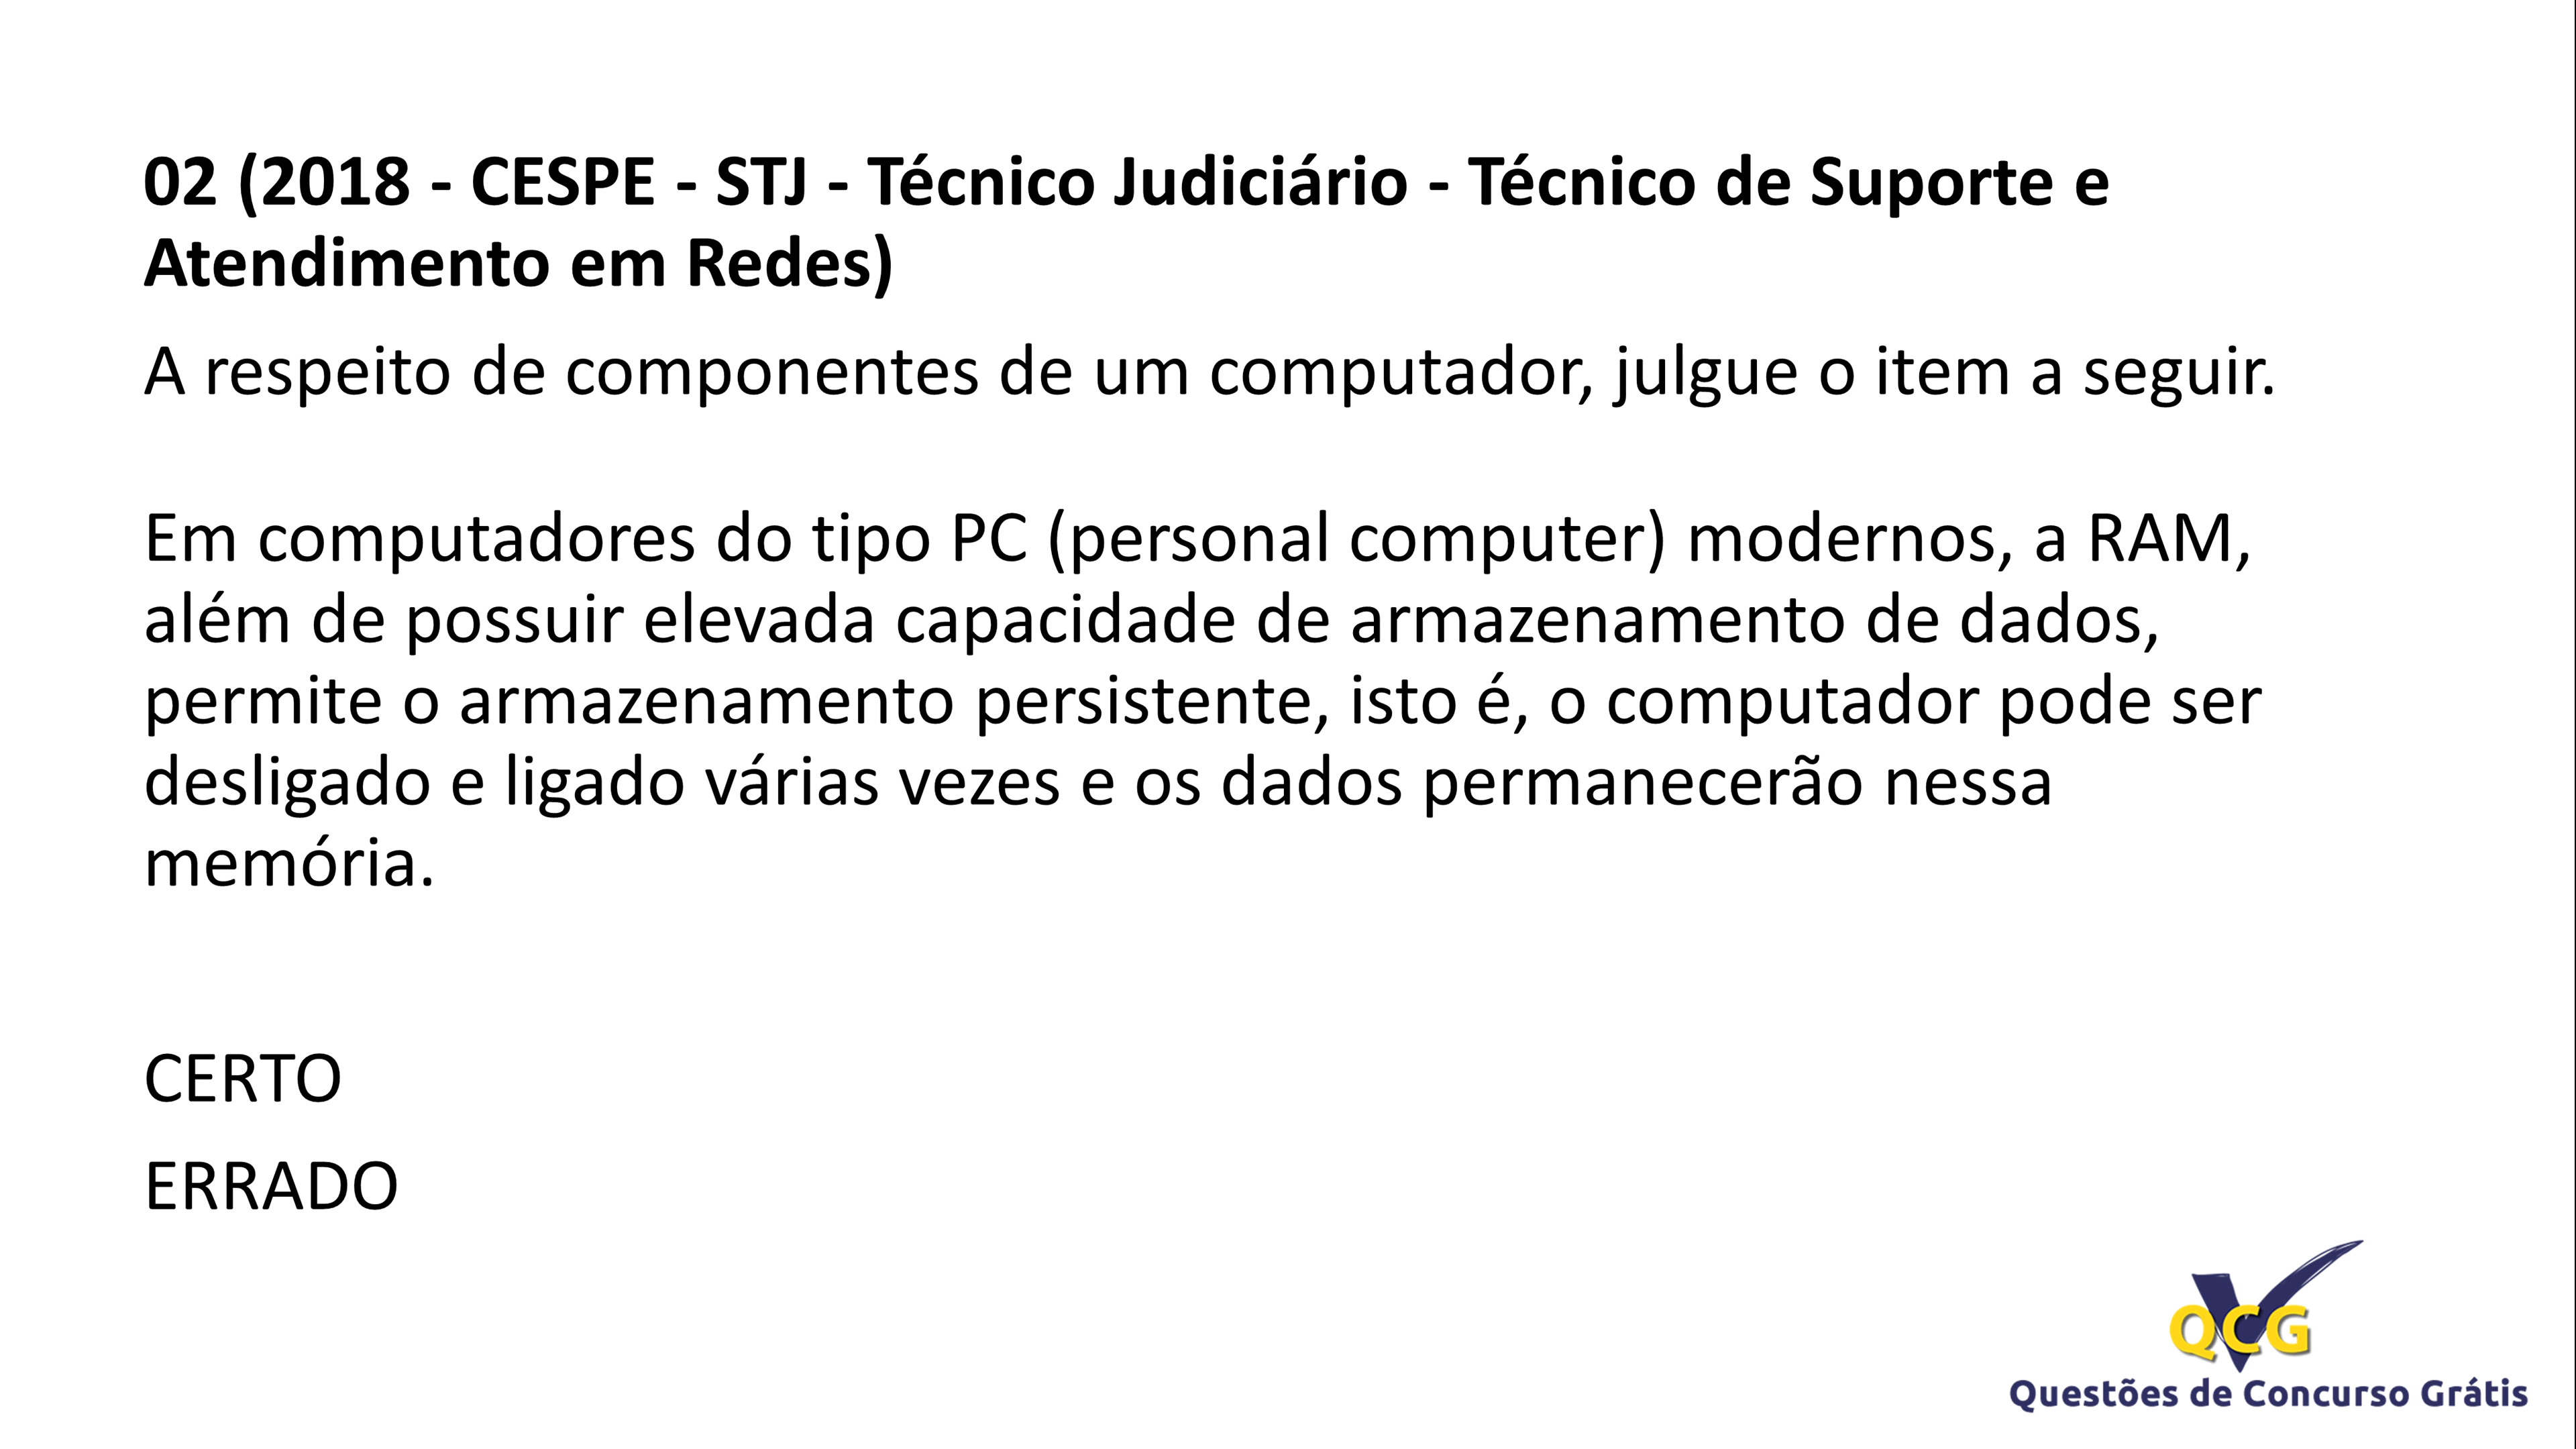 02 (2018 - CESPE - STJ - Técnico Judiciário - Técnico de Suporte e
Atendimento em Redes)
A respeito de componentes de um computador, julgue o item a seguir.
Em computadores do tipo PC (personal computer) modernos, a RAM,
além de possuir elevada capacidade de armazenamento de dados,
permite o armazenamento persistente, isto é, o computador pode ser
desligado e ligado várias vezes e os dados permanecerão nessa
memória.
CERTO
ERRADO
QCG
Questões de Concurso Grátis